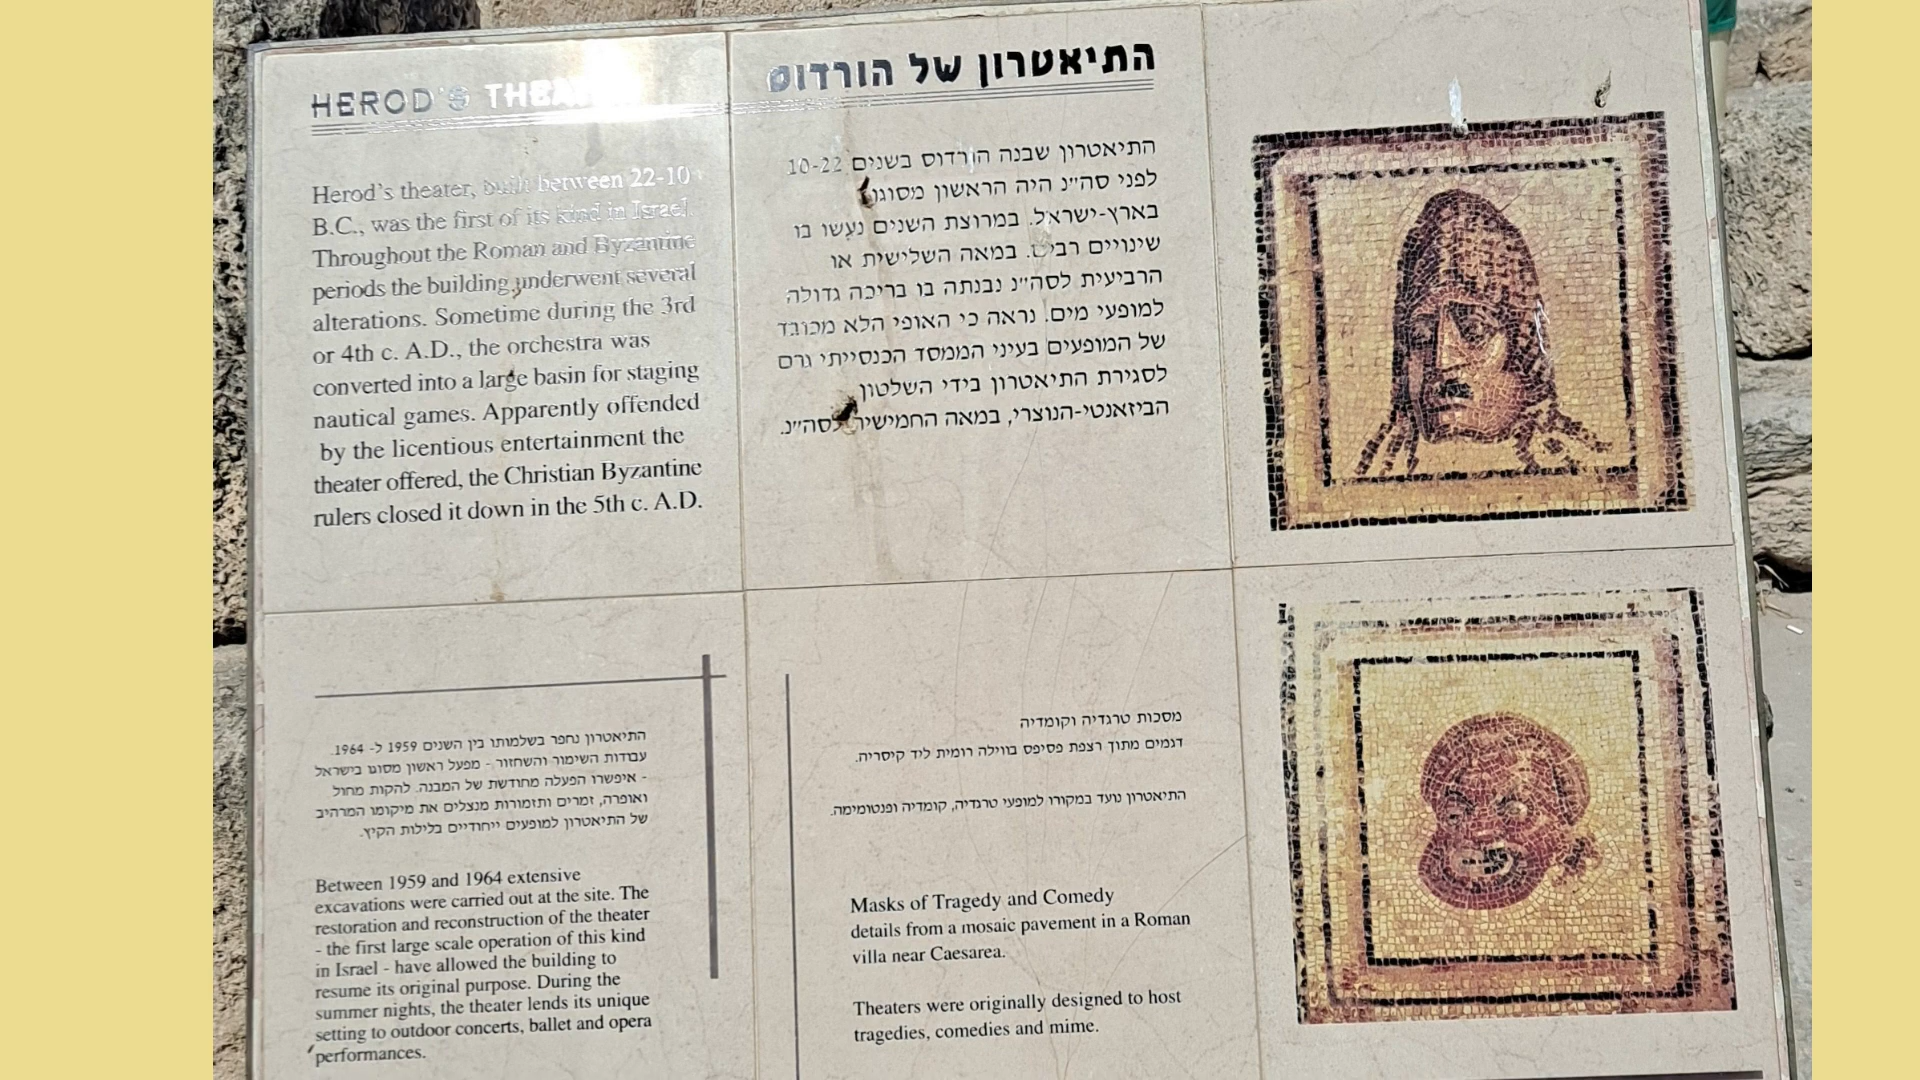 HEROD'S THEATER
Herod's theater, built between 22-10
B.C., was the first of its kind in Israel.
Throughout the Roman and Byzantine
periods the building underwent several
alterations. Sometime during the 3rd
or 4th c. A.D., the orchestra was
converted into a large basin for staging
nautical games. Apparently offended
by the licentious entertainment the
theater offered, the Christian Byzantine
rulers closed it down in the 5th c. A.D.
התיאטרון של הורדוס
התיאטרון שבנה הורדוס בשנים 10-22
לפני סה״נ היה הראשון מסוגו
בארץ-ישראל. במרוצת השנים נעשו בו
שינויים רבים. במאה השלישית או
הרביעית לסה״נ נבנתה בו בריכה גדולה
למופעי מים. נראה כי האופי הלא מכובד
של המופעים בעיני הממסד הכנסייתי גרם
לסגירת התיאטרון בידי השלטון
הביזאנטי-הנוצרי, במאה החמישית לסה״נ.
התיאטרון נחפר בשלמותו בין השנים 1959 ל- 1964.
עבודות השימור והשחזור - מפעל ראשון מסוגו בישראל
- איפשרו הפעלה מחודשת של המבנה. להקות מחול
ואופרה, זמרים ותזמורות מנצלים את מיקומו המרהיב
של התיאטרון למופעים ייחודיים בלילות הקיץ.
Between 1959 and 1964 extensive
excavations were carried out at the site. The
restoration and reconstruction of the theater
- the first large scale operation of this kind
in Israel - have allowed the building to
resume its original purpose. During the
summer nights, the theater lends its unique
setting to outdoor concerts, ballet and opera
performances.
מסכות טרגדיה וקומדיה
דגמים מתוך רצפת פסיפס בווילה רומית ליד קיסריה.
התיאטרון נועד במקורו למופעי טרגדיה, קומדיה ופנטומימה.
Masks of Tragedy and Comedy
details from a mosaic pavement in a Roman
villa near Caesarea.
Theaters were originally designed to host
tragedies, comedies and mime.